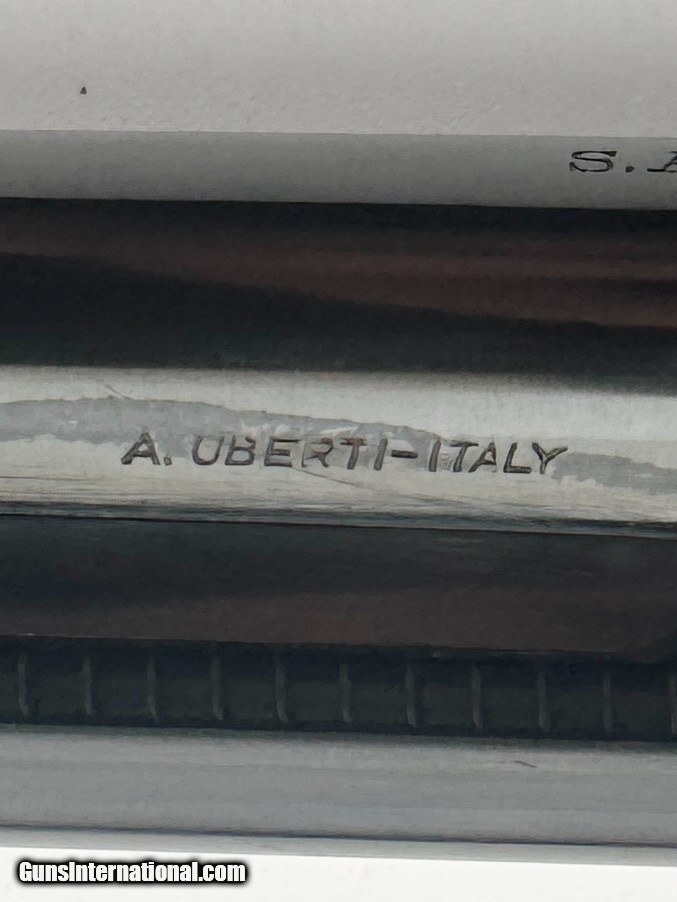 S.
A. UBERTI-ITALY
GunsInternational.com